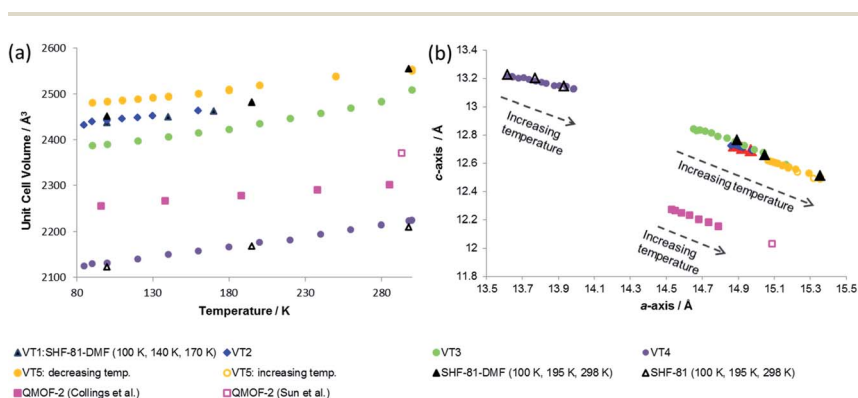 (a)
2600
2500
2400
2300
2200
2100
80
130
180
230
280
Unit Cell Volume / Å³
Temperature / K
(b)
13.6
13.4
13.2
13
12.8
12.6
12.4
12.2
12
11.8
13.5
13.7
13.9
14.1
14.3
14.5
14.7
14.9
15.1
15.3
15.5
c-axis / Å
a-axis / Å
Increasing
temperature
Increasing temperature
Increasing
temperature
VT1:SHF-81-DMF (100 K, 140 K, 170 K)
VT2
VT3
VT4
VT5: decreasing temp.
VT5: increasing temp.
SHF-81-DMF (100 K, 195 K, 298 K)
SHF-81 (100 K, 195 K, 298 K)
QMOF-2 (Collings et al.)
QMOF-2 (Sun et al.)